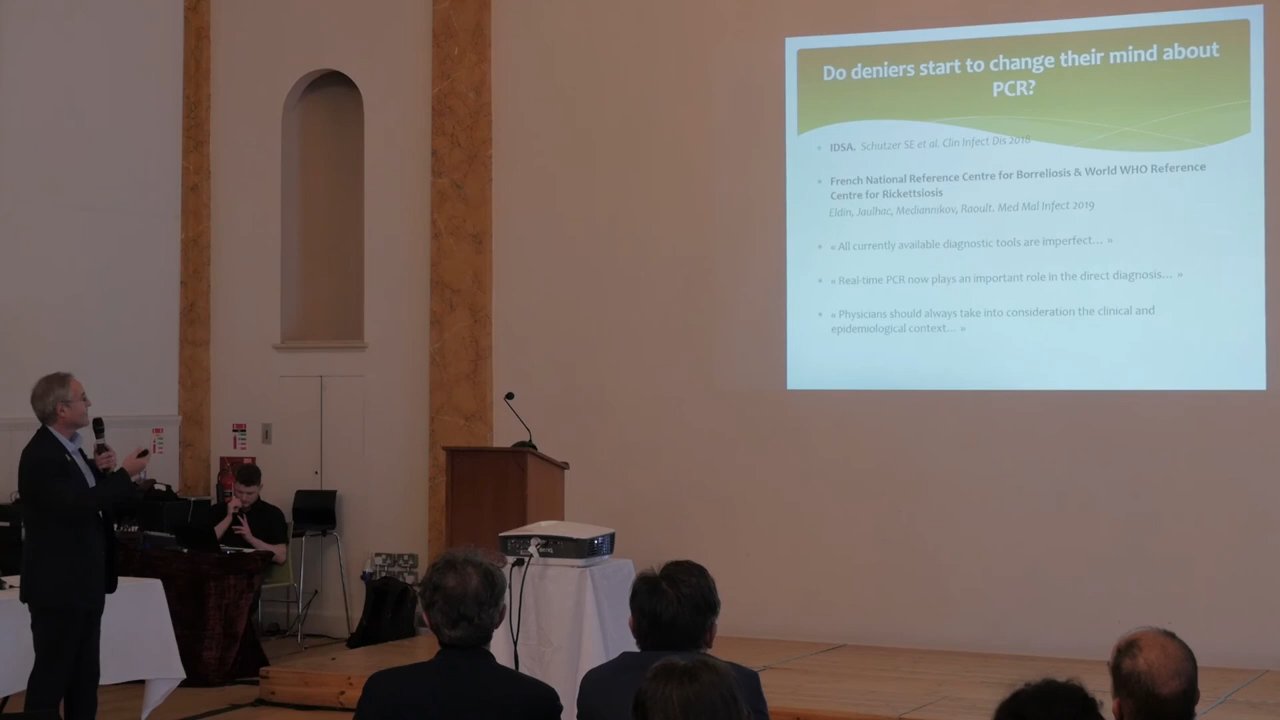 Do deniers start to change their mind about
PCR?
IDSA. Schutzer SE et al. Clin Infect Dis 2018
French National Reference Centre for Borreliosis & World WHO Reference
Centre for Rickettsiosis
Eldin, Jaulhac, Mediannikov, Raoult. Med Mal Infect 2019
« All currently available diagnostic tools are imperfect... »
« Real-time PCR now plays an important role in the direct diagnosis... »
« Physicians should always take into consideration the clinical and
epidemiological context... »